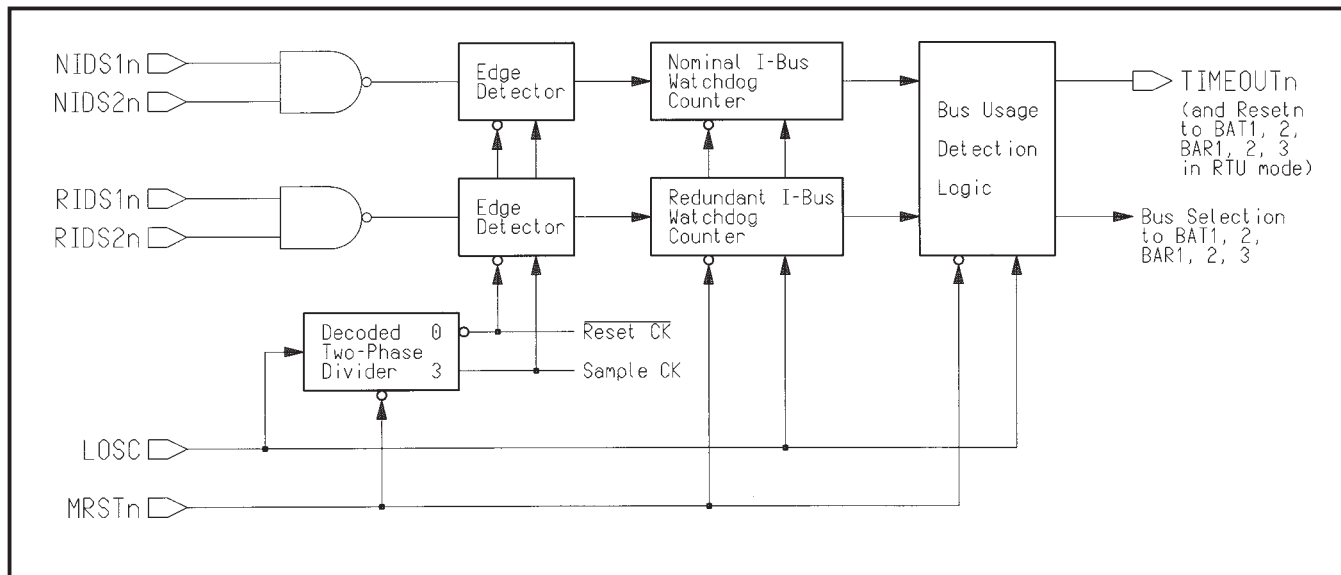 NIDS1n
NIDS2n
Edge
Detector
Nominal I-Bus
Watchdog
Counter
Bus Usage
Detection
Logic
TIMEOUTn
(and Resetn
to BAT1, 2,
BAR1, 2, 3
in RTU mode)
RIDS1n
RIDS2n
Edge
Detector
Redundant I-Bus
Watchdog
Counter
Bus Selection
to BAT1, 2,
BAR1, 2, 3
Decoded 0
Two-Phase
Divider 3
Reset CK
Sample CK
LOSC
MRSTn